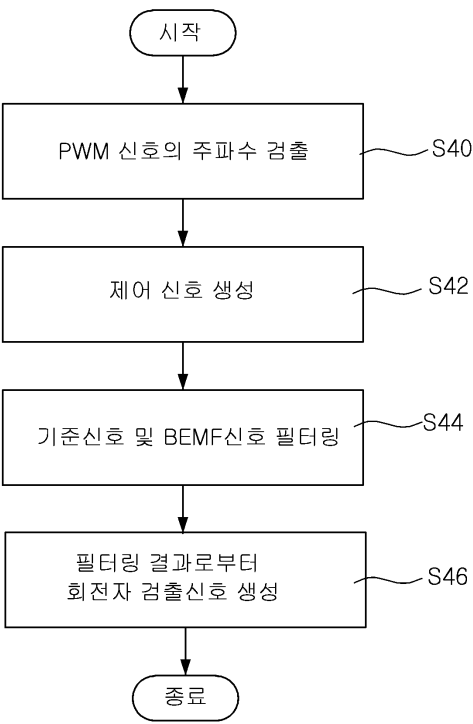 시작
PWM 신호의 주파수 검출
S40
제어 신호 생성
S42
기준신호 및 BEMF신호 필터링
S44
필터링 결과로부터
회전자 검출신호 생성
S46
종료